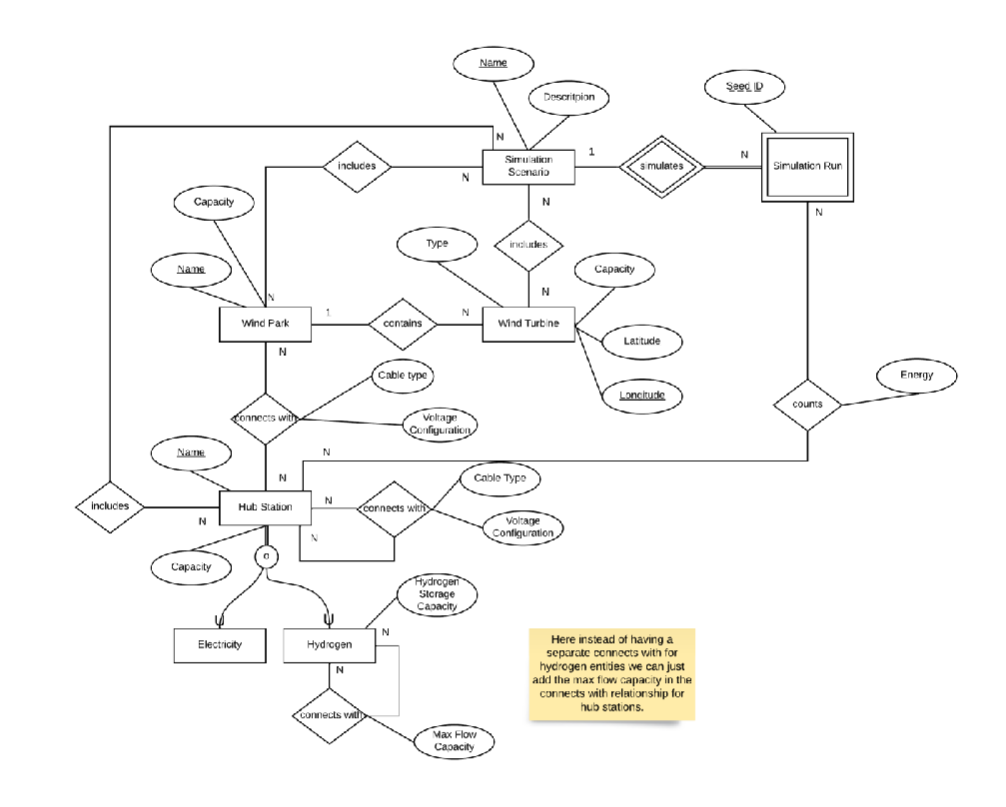 Name
Descritpion
Seed ID
N
includes
Simulation
Scenario
1
simulates
N
Simulation Run
N
N
N
Capacity
Type
includes
Capacity
Name
N
N
Wind Park
1
contains
N
Wind Turbine
Latitude
N
Cable type
Longitude
Energy
counts
connects with
Voltage
Configuration
Name
N
N
Cable Type
includes
Hub Station
N
connects with
N
Voltage
Configuration
N
o
Capacity
Hydrogen
Storage
Capacity
Electricity
Hydrogen
N
N
Here instead of having a
separate connects with for
hydrogen entities we can just
add the max flow capacity in the
connects with relationship for
hub stations.
connects with
Max Flow
Capacity